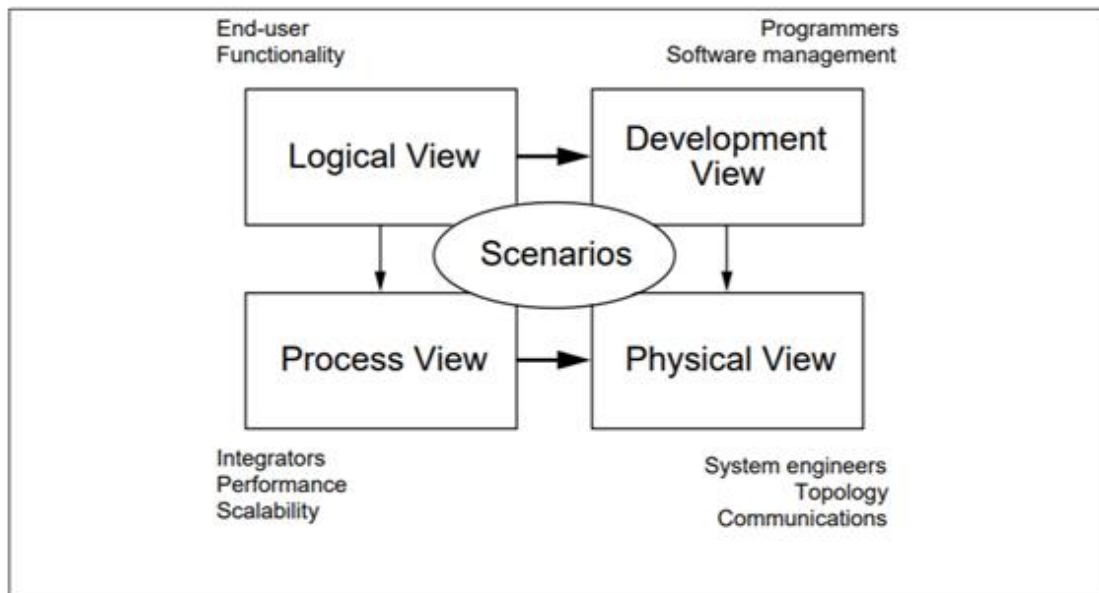 End-user
Functionality
Programmers
Software management
Logical View
Development
View
Scenarios
Process View
Physical View
Integrators
Performance
Scalability
System engineers
Topology
Communications